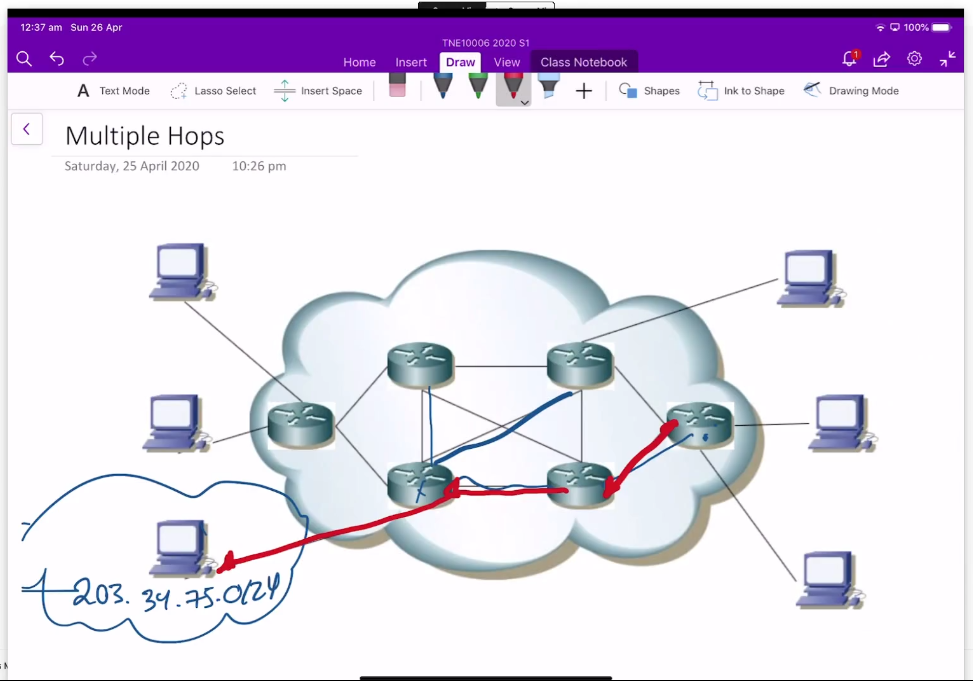 12:37 am Sun 26 Apr
100%
TNE10006 2020 S1
Home Insert Draw View Class Notebook
1
Text Mode Lasso Select Insert Space Shapes Ink to Shape Drawing Mode
Multiple Hops
Saturday, 25 April 2020 10:26 pm
203. 34.75.0/24